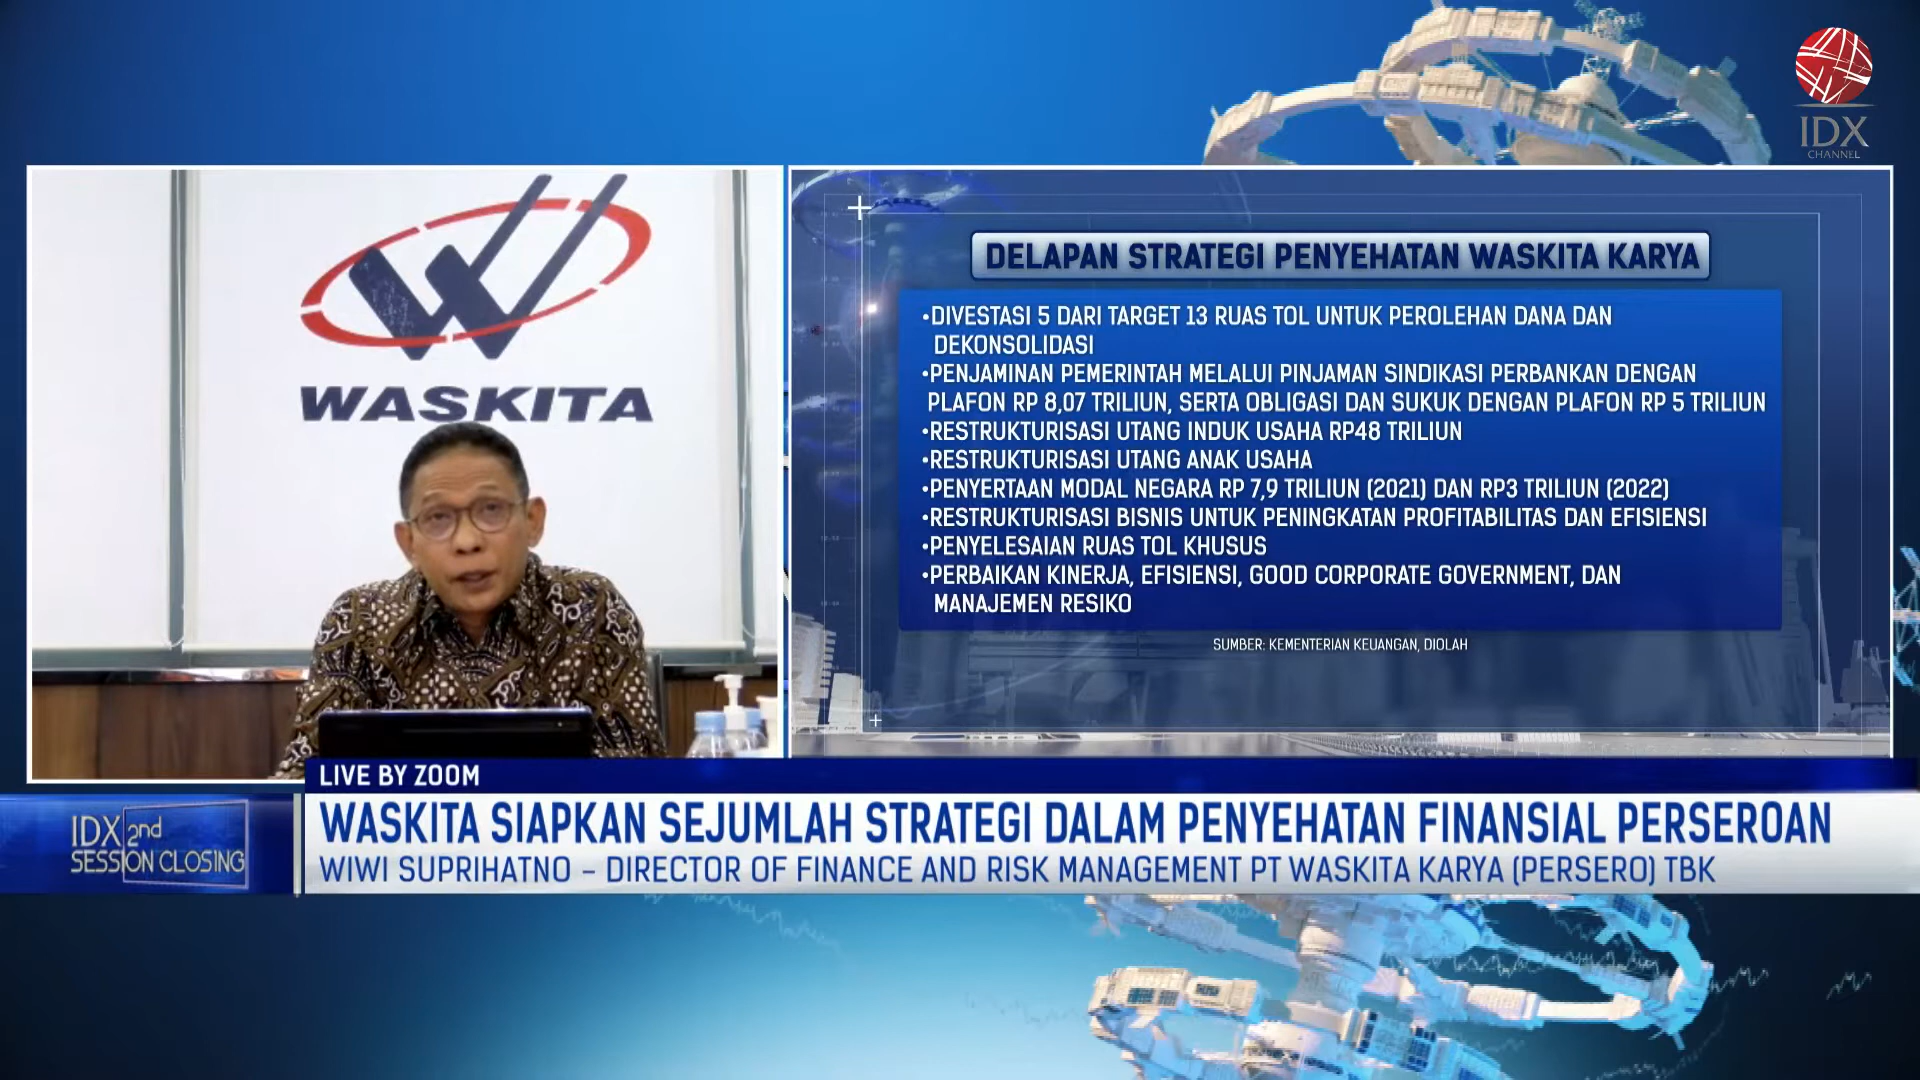 IDX
CHANNEL
WASKITA
DELAPAN STRATEGI PENYEHATAN WASKITA KARYA
•DIVESTASI 5 DARI TARGET 13 RUAS TOL UNTUK PEROLEHAN DANA DAN
DEKONSOLIDASI
•PENJAMINAN PEMERINTAH MELALUI PINJAMAN SINDIKASI PERBANKAN DENGAN
PLAFON RP 8,07 TRILIUN, SERTA OBLIGASI DAN SUKUK DENGAN PLAFON RP 5 TRILIUN
•RESTRUKTURISASI UTANG INDUK USAHA RP48 TRILIUN
•RESTRUKTURISASI UTANG ANAK USAHA
•PENYERTAAN MODAL NEGARA RP 7,9 TRILIUN (2021) DAN RP3 TRILIUN (2022)
•RESTRUKTURISASI BISNIS UNTUK PENINGKATAN PROFITABILITAS DAN EFISIENSI
•PENYELESAIAN RUAS TOL KHUSUS
•PERBAIKAN KINERJA, EFISIENSI, GOOD CORPORATE GOVERNMENT, DAN
MANAJEMEN RESIKO
SUMBER: KEMENTERIAN KEUANGAN, DIOLAH
LIVE BY ZOOM
WASKITA SIAPKAN SEJUMLAH STRATEGI DALAM PENYEHATAN FINANSIAL PERSEROAN
WIWI SUPRIHATNO – DIRECTOR OF FINANCE AND RISK MANAGEMENT PT WASKITA KARYA (PERSERO) TBK
IDX 2nd
SESSION CLOSING